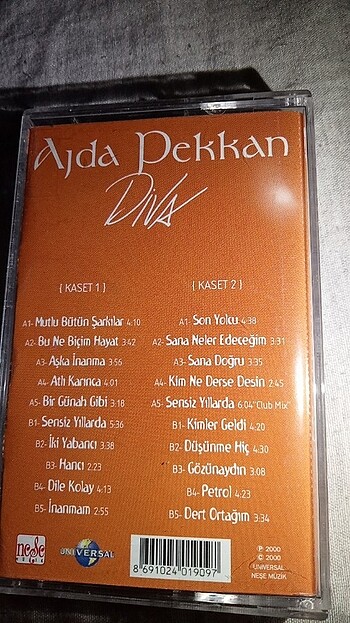 Ajda Pekkan
DİVA
{ KASET 1 }
A1- Mutlu Bütün Şarkılar 4:10
A2- Bu Ne Biçim Hayat 3:42
A3- Aşka İnanma 3:56
A4- Atlı Karınca 4:01
A5- Bir Günah Gibi 3:18
B1- Sensiz Yıllarda 5:36
B2- İki Yabancı 3:38
B3- Hancı 2:23
B4- Dile Kolay 4:13
B5- İnanmam 2:55
{ KASET 2 }
A1- Son Yolcu 4:38
A2- Sana Neler Edeceğim 3:31
A3- Sana Doğru 3:35
A4- Kim Ne Derse Desin 2:45
A5- Sensiz Yıllarda 6:04 "Club Mix"
B1- Kimler Geldi 4:20
B2- Düşünme Hiç 4:30
B3- Gözünaydın 3:08
B4- Petrol 4:23
B5- Dert Ortağım 3:34
neşe
MÜZİK
UNIVERSAL
8 691024 019097
℗ 2000
© 2000
UNIVERSAL
NEŞE MÜZİK